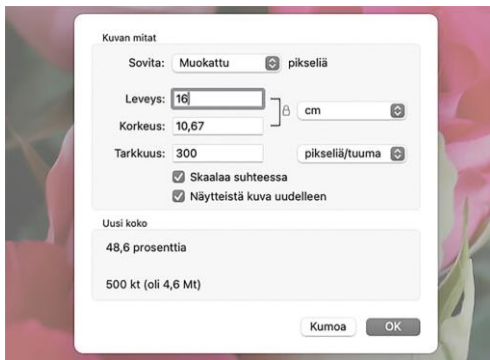 Kuvan mitat
Sovita: Muokattu pikseliä
Leveys: 16
cm
Korkeus: 10,67
Tarkkuus: 300 pikseliä/tuuma
Skaalaa suhteessa
Näytteistä kuva uudelleen
Uusi koko
48,6 prosenttia
500 kt (oli 4,6 Mt)
Kumoa OK